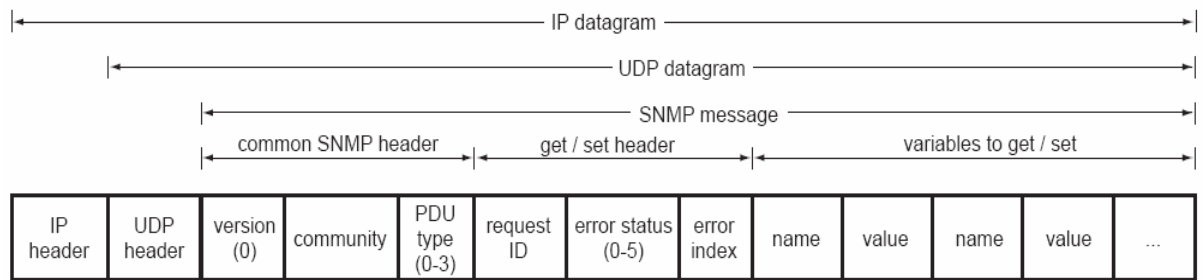 IP datagram
UDP datagram
SNMP message
common SNMP header get / set header variables to get / set
IP header UDP header version (0) community PDU type (0-3) request ID error status (0-5) error index name value name value ...